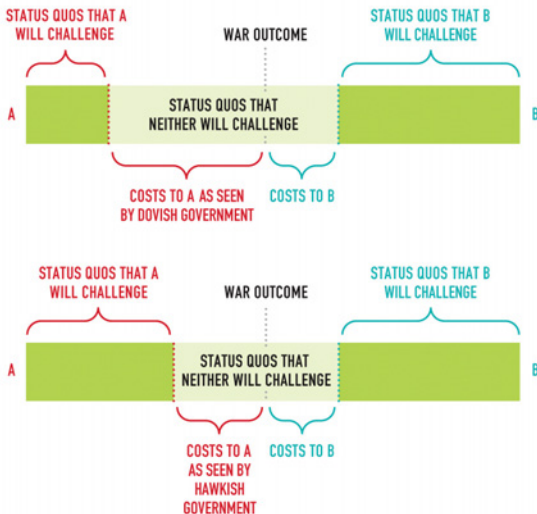 STATUS QUOS THAT A
WILL CHALLENGE
WAR OUTCOME
STATUS QUOS THAT B
WILL CHALLENGE
A
STATUS QUOS THAT
NEITHER WILL CHALLENGE
B
COSTS TO A AS SEEN
BY DOVISH GOVERNMENT
COSTS TO B
STATUS QUOS THAT A
WILL CHALLENGE
WAR OUTCOME
STATUS QUOS THAT B
WILL CHALLENGE
A
STATUS QUOS THAT
NEITHER WILL CHALLENGE
B
COSTS TO A
AS SEEN BY
HAWKISH
GOVERNMENT
COSTS TO B